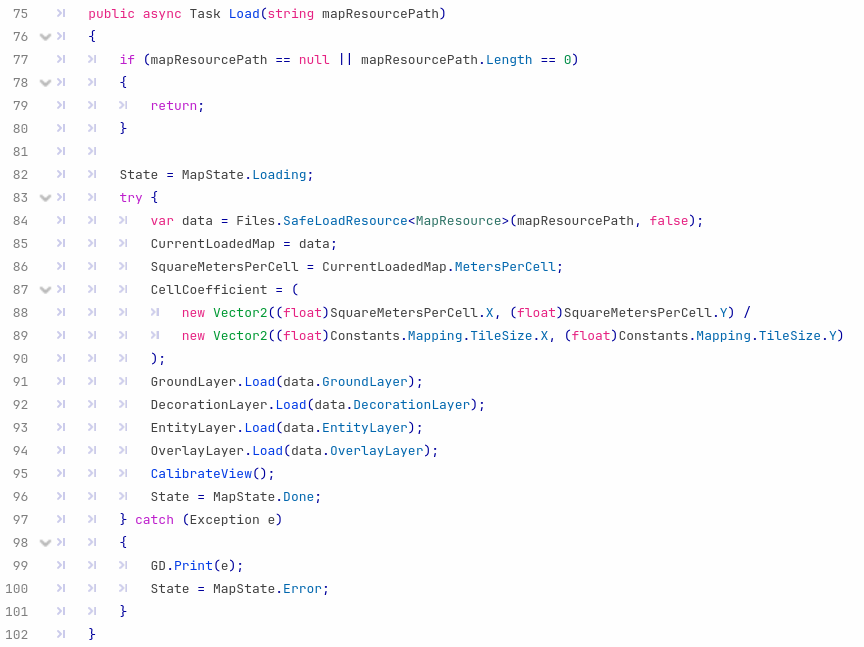 75 public async Task Load(string mapResourcePath)
76 {
77 if (mapResourcePath == null || mapResourcePath.Length == 0)
78 {
79 return;
80 }
81
82 State = MapState.Loading;
83 try {
84 var data = Files.SafeLoadResource<MapResource>(mapResourcePath, false);
85 CurrentLoadedMap = data;
86 SquareMetersPerCell = CurrentLoadedMap.MetersPerCell;
87 CellCoefficient = (
88 new Vector2((float)SquareMetersPerCell.X, (float)SquareMetersPerCell.Y) /
89 new Vector2((float)Constants.Mapping.TileSize.X, (float)Constants.Mapping.TileSize.Y)
90 );
91 GroundLayer.Load(data.GroundLayer);
92 DecorationLayer.Load(data.DecorationLayer);
93 EntityLayer.Load(data.EntityLayer);
94 OverlayLayer.Load(data.OverlayLayer);
95 CalibrateView();
96 State = MapState.Done;
97 } catch (Exception e)
98 {
99 GD.Print(e);
100 State = MapState.Error;
101 }
102 }